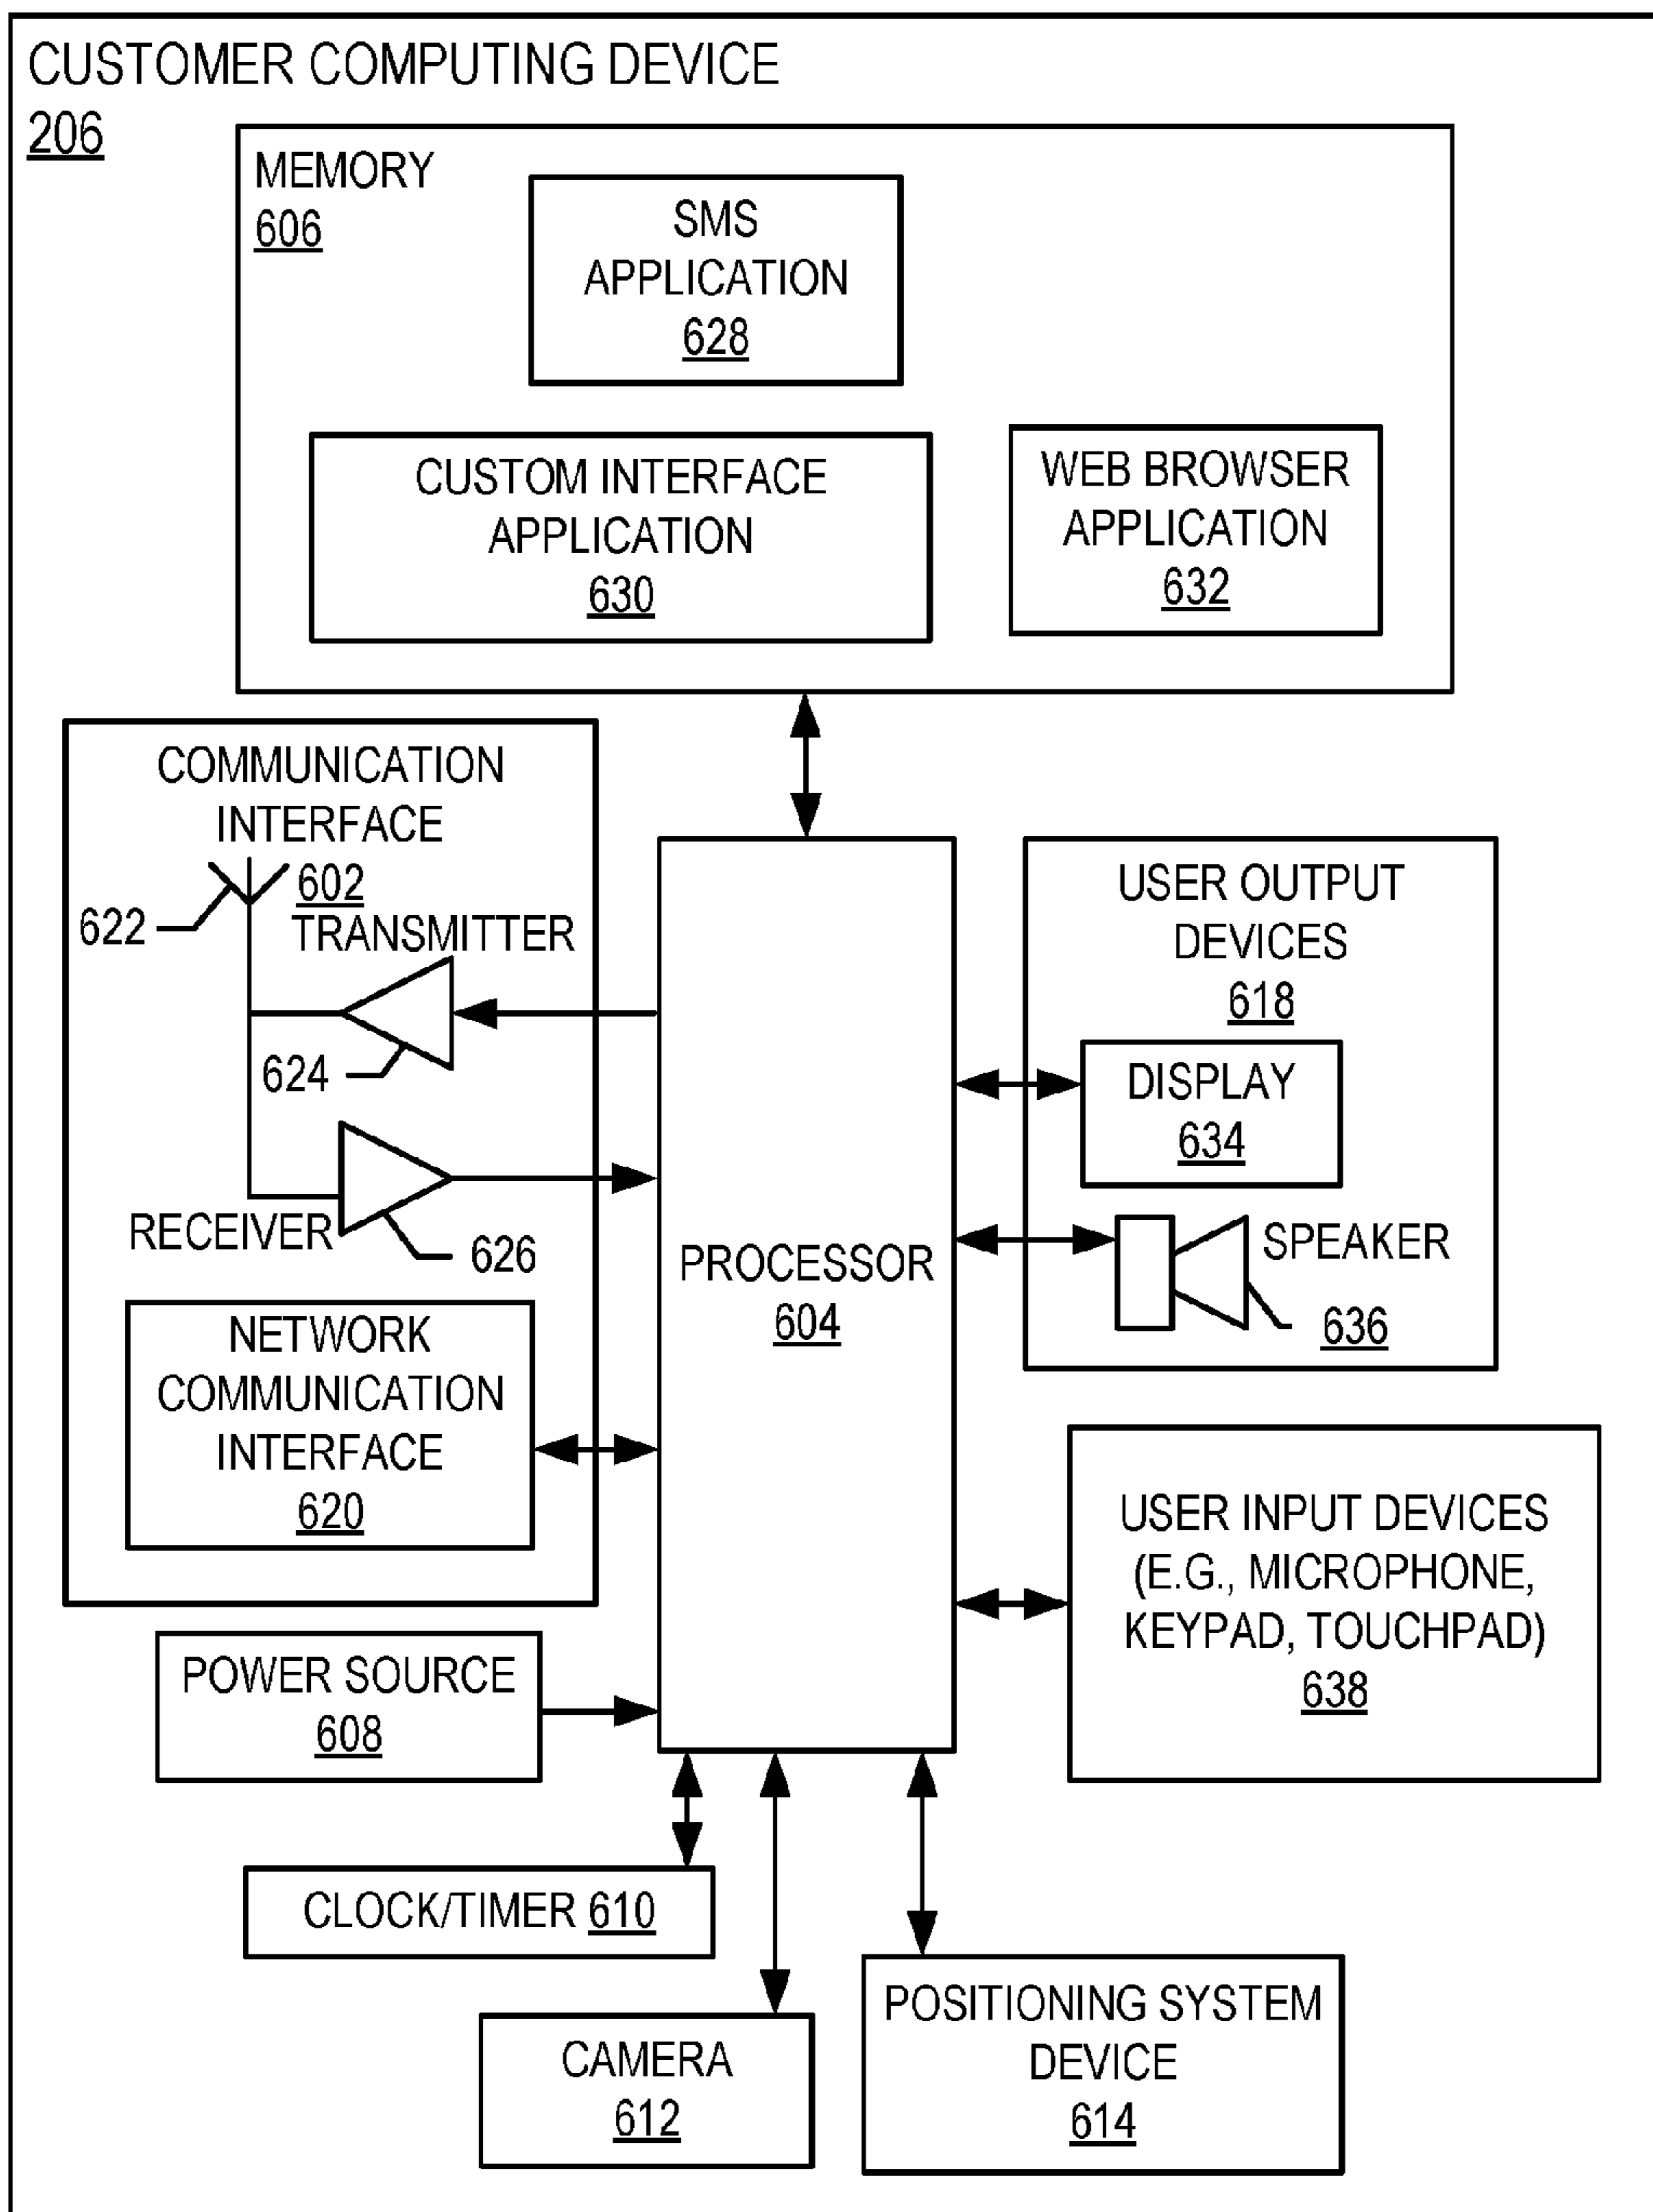 CUSTOMER COMPUTING DEVICE
206
MEMORY
606
SMS
APPLICATION
628
CUSTOM INTERFACE
APPLICATION
630
WEB BROWSER
APPLICATION
632
COMMUNICATION
INTERFACE
602
622
TRANSMITTER
624
RECEIVER
626
NETWORK
COMMUNICATION
INTERFACE
620
PROCESSOR
604
USER OUTPUT
DEVICES
618
DISPLAY
634
SPEAKER
636
USER INPUT DEVICES
(E.G., MICROPHONE,
KEYPAD, TOUCHPAD)
638
POWER SOURCE
608
CLOCK/TIMER 610
CAMERA
612
POSITIONING SYSTEM
DEVICE
614